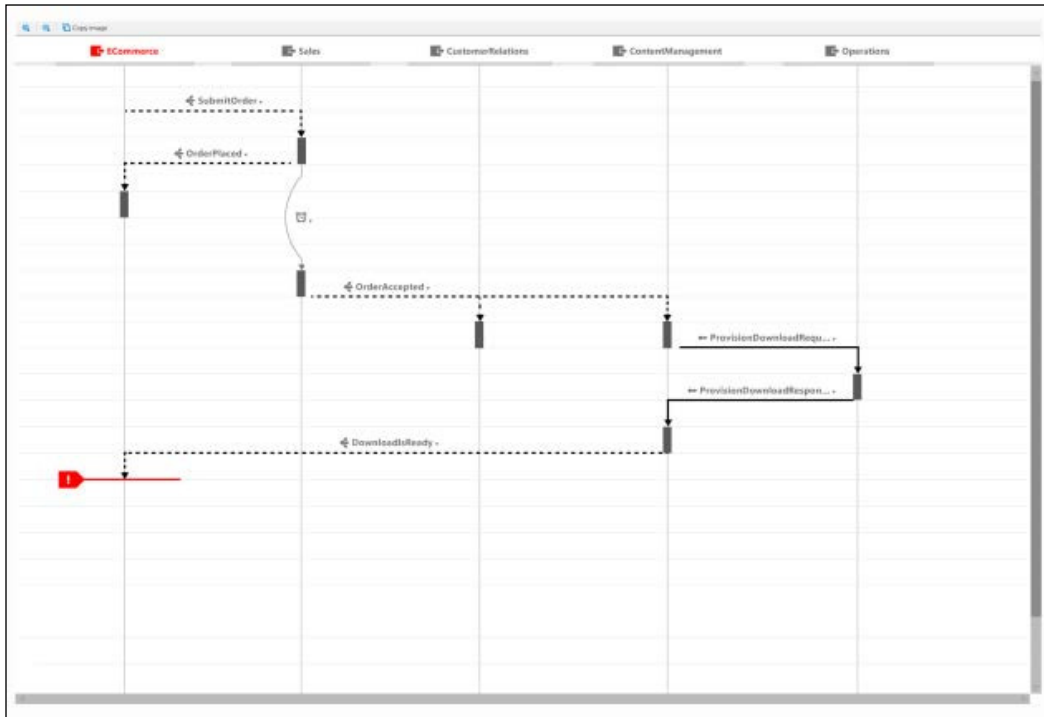 Copy Image
ECommerce
Sales
CustomerRelations
ContentManagement
Operations
SubmitOrder
OrderPlaced
OrderAccepted
ProvisionDownloadRequ...
ProvisionDownloadRespon...
DownloadIsReady
!